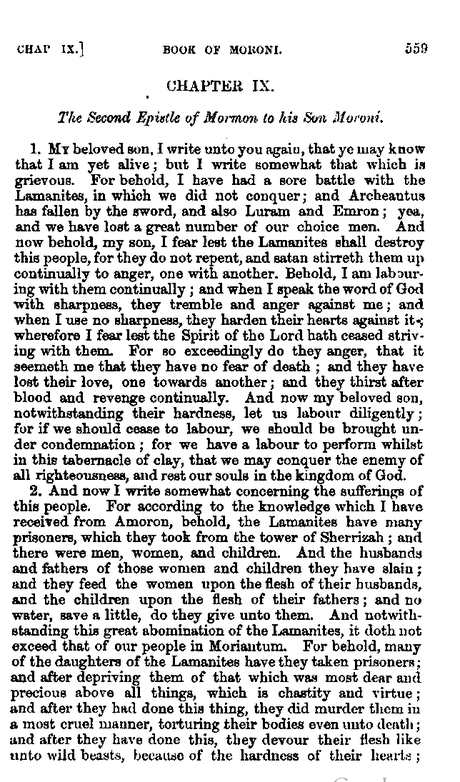 CHAP IX.] BOOK OF MORONI. 559
CHAPTER IX.
The Second Epistle of Mormon to his Son Moroni.
1. MY beloved son, I write unto you again, that ye may know
that I am yet alive; but I write somewhat that which is
grievous. For behold, I have had a sore battle with the
Lamanites, in which we did not conquer; and Archeantus
has fallen by the sword, and also Luram and Emron; yea,
and we have lost a great number of our choice men. And
now behold, my son, I fear lest the Lamanites shall destroy
this people, for they do not repent, and satan stirreth them up
continually to anger, one with another. Behold, I am labour-
ing with them continually; and when I speak the word of God
with sharpness, they tremble and anger against me; and
when I use no sharpness, they harden their hearts against it;
wherefore I fear lest the Spirit of the Lord hath ceased striv-
ing with them. For so exceedingly do they anger, that it
seemeth me that they have no fear of death; and they have
lost their love, one towards another; and they thirst after
blood and revenge continually. And now my beloved son,
notwithstanding their hardness, let us labour diligently;
for if we should cease to labour, we should be brought un-
der condemnation; for we have a labour to perform whilst
in this tabernacle of clay, that we may conquer the enemy of
all righteousness, and rest our souls in the kingdom of God.
2. And now I write somewhat concerning the sufferings of
this people. For according to the knowledge which I have
received from Amoron, behold, the Lamanites have many
prisoners, which they took from the tower of Sherrizah; and
there were men, women, and children. And the husbands
and fathers of those women and children they have slain;
and they feed the women upon the flesh of their husbands,
and the children upon the flesh of their fathers; and no
water, save a little, do they give unto them. And notwith-
standing this great abomination of the Lamanites, it doth not
exceed that of our people in Moriantum. For behold, many
of the daughters of the Lamanites have they taken prisoners;
and after depriving them of that which was most dear and
precious above all things, which is chastity and virtue;
and after they had done this thing, they did murder them in
a most cruel manner, torturing their bodies even unto death;
and after they have done this, they devour their flesh like
unto wild beasts, because of the hardness of their hearts;